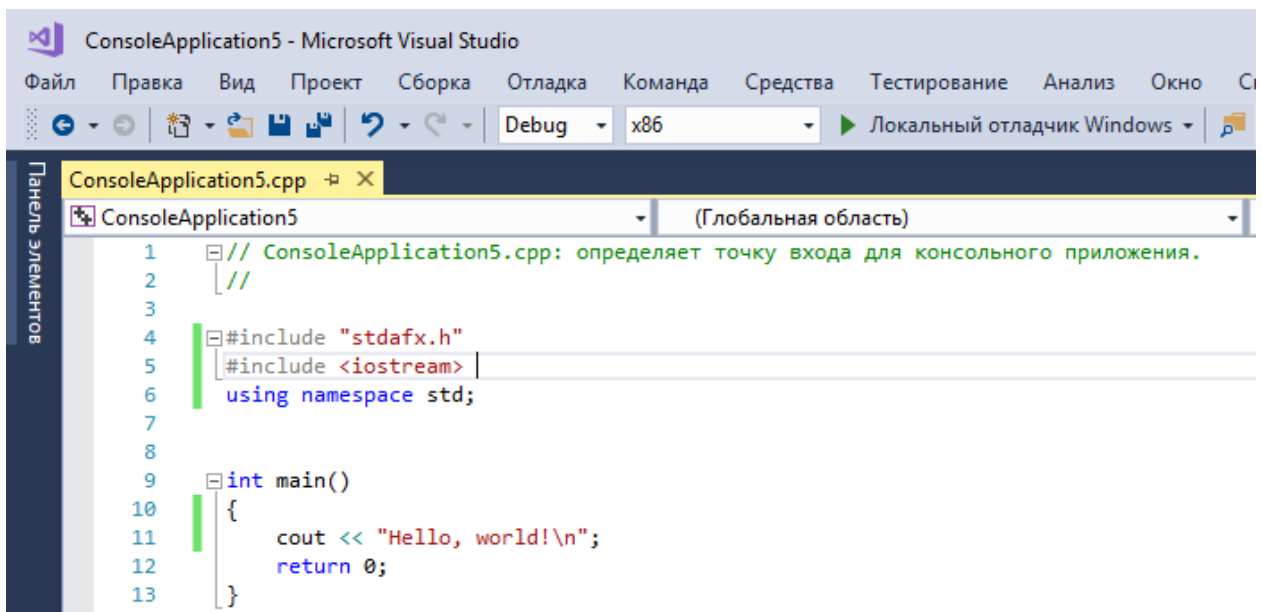 ConsoleApplication5 - Microsoft Visual Studio
Файл Правка Вид Проект Сборка Отладка Команда Средства Тестирование Анализ Окно
Debug x86 Локальный отладчик Windows
Панель элементов
ConsoleApplication5.cpp
ConsoleApplication5 (Глобальная область)
1 // ConsoleApplication5.cpp: определяет точку входа для консольного приложения.
2 //
3
4 #include "stdafx.h"
5 #include <iostream>
6 using namespace std;
7
8
9 int main()
10 {
11 cout << "Hello, world!\n";
12 return 0;
13 }